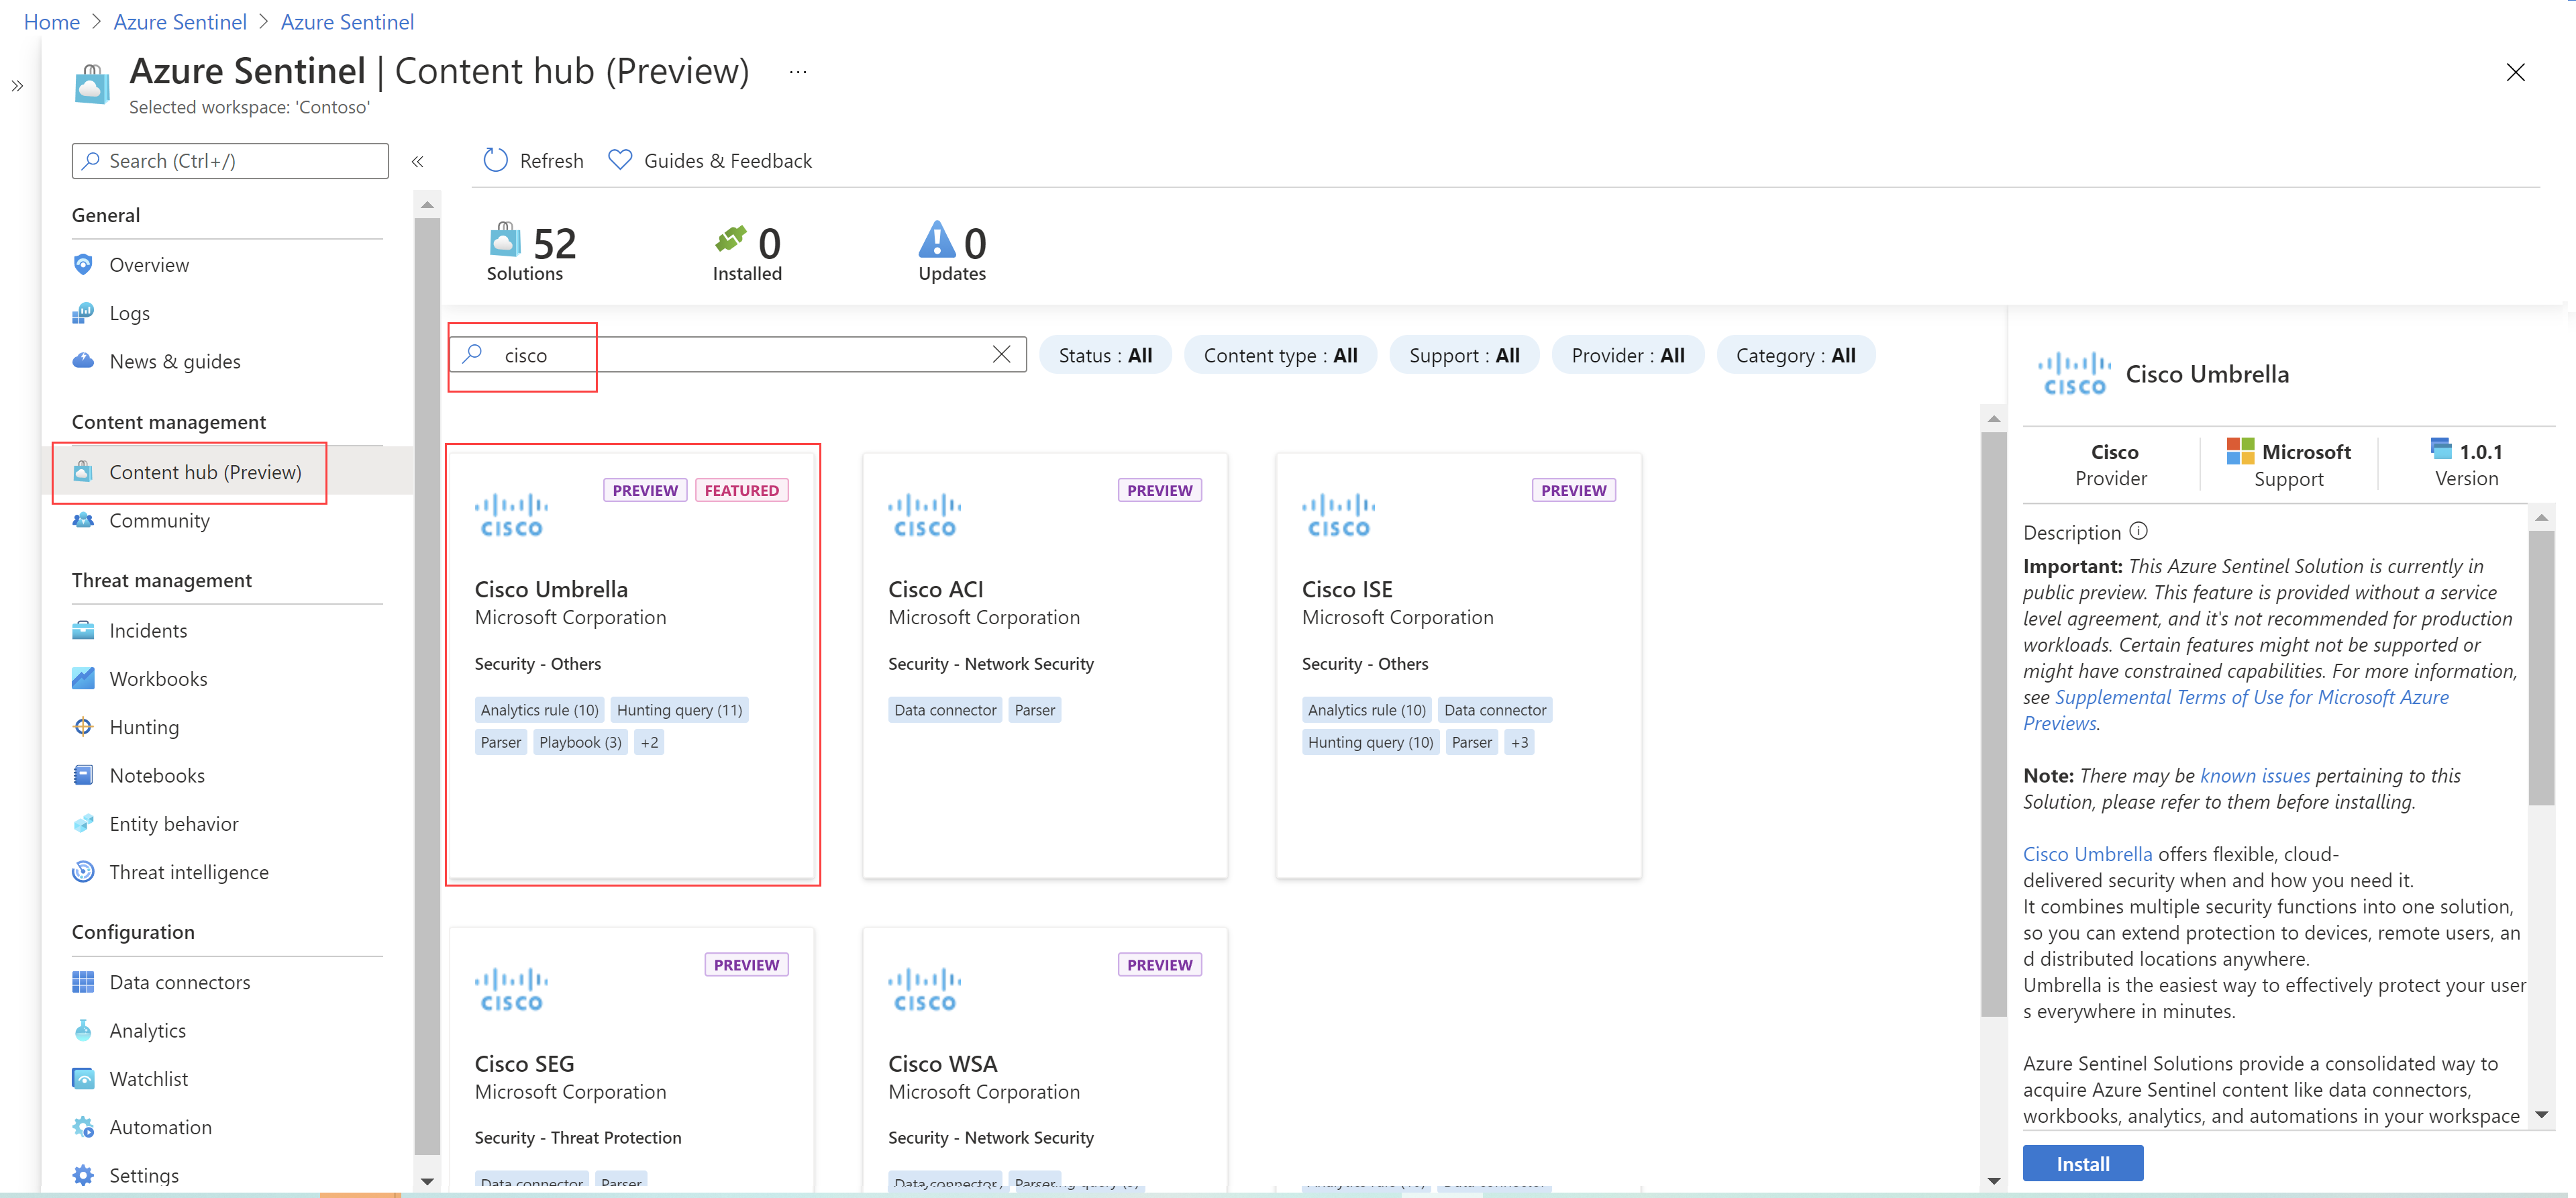 Home > Azure Sentinel > Azure Sentinel
Azure Sentinel | Content hub (Preview) ...
Selected workspace: 'Contoso'
Search (Ctrl+/)
General
Overview
Logs
News & guides
Content management
Content hub (Preview)
Community
Threat management
Incidents
Workbooks
Hunting
Notebooks
Entity behavior
Threat intelligence
Configuration
Data connectors
Analytics
Watchlist
Automation
Settings
Refresh
Guides & Feedback
52
Solutions
0
Installed
0
Updates
cisco
Status : All
Content type : All
Support : All
Provider : All
Category : All
CISCO
PREVIEW
FEATURED
Cisco Umbrella
Microsoft Corporation
Security - Others
Analytics rule (10)
Hunting query (11)
Parser
Playbook (3)
+2
CISCO
PREVIEW
Cisco ACI
Microsoft Corporation
Security - Network Security
Data connector
Parser
CISCO
PREVIEW
Cisco ISE
Microsoft Corporation
Security - Others
Analytics rule (10)
Data connector
Hunting query (10)
Parser
+3
CISCO
PREVIEW
Cisco SEG
Microsoft Corporation
Security - Threat Protection
Data connector
Parser
CISCO
PREVIEW
Cisco WSA
Microsoft Corporation
Security - Network Security
Data connector
CISCO
Cisco Umbrella
Cisco
Provider
Microsoft
Support
1.0.1
Version
Description
Important: This Azure Sentinel Solution is currently in
public preview. This feature is provided without a service
level agreement, and it's not recommended for production
workloads. Certain features might not be supported or
might have constrained capabilities. For more information,
see Supplemental Terms of Use for Microsoft Azure
Previews.
Note: There may be known issues pertaining to this
Solution, please refer to them before installing.
Cisco Umbrella offers flexible, cloud-
delivered security when and how you need it.
It combines multiple security functions into one solution,
so you can extend protection to devices, remote users, an
d distributed locations anywhere.
Umbrella is the easiest way to effectively protect your user
s everywhere in minutes.
Azure Sentinel Solutions provide a consolidated way to
acquire Azure Sentinel content like data connectors,
workbooks, analytics, and automations in your workspace
Install